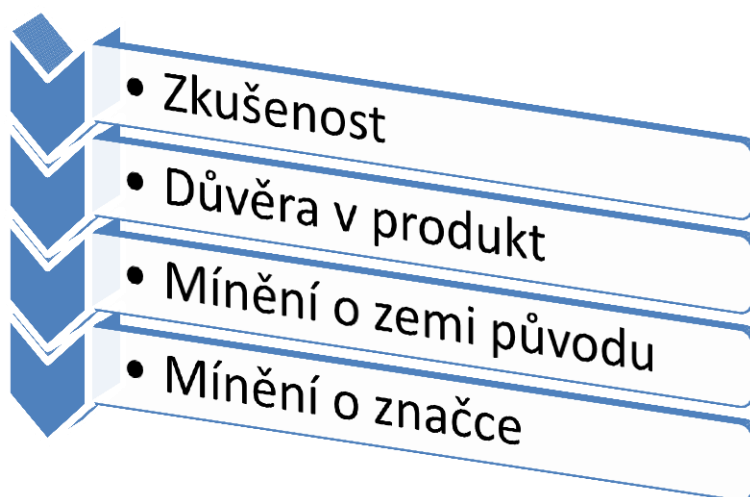 • Zkušenost
• Důvěra v produkt
• Mínění o zemi původu
• Mínění o značce